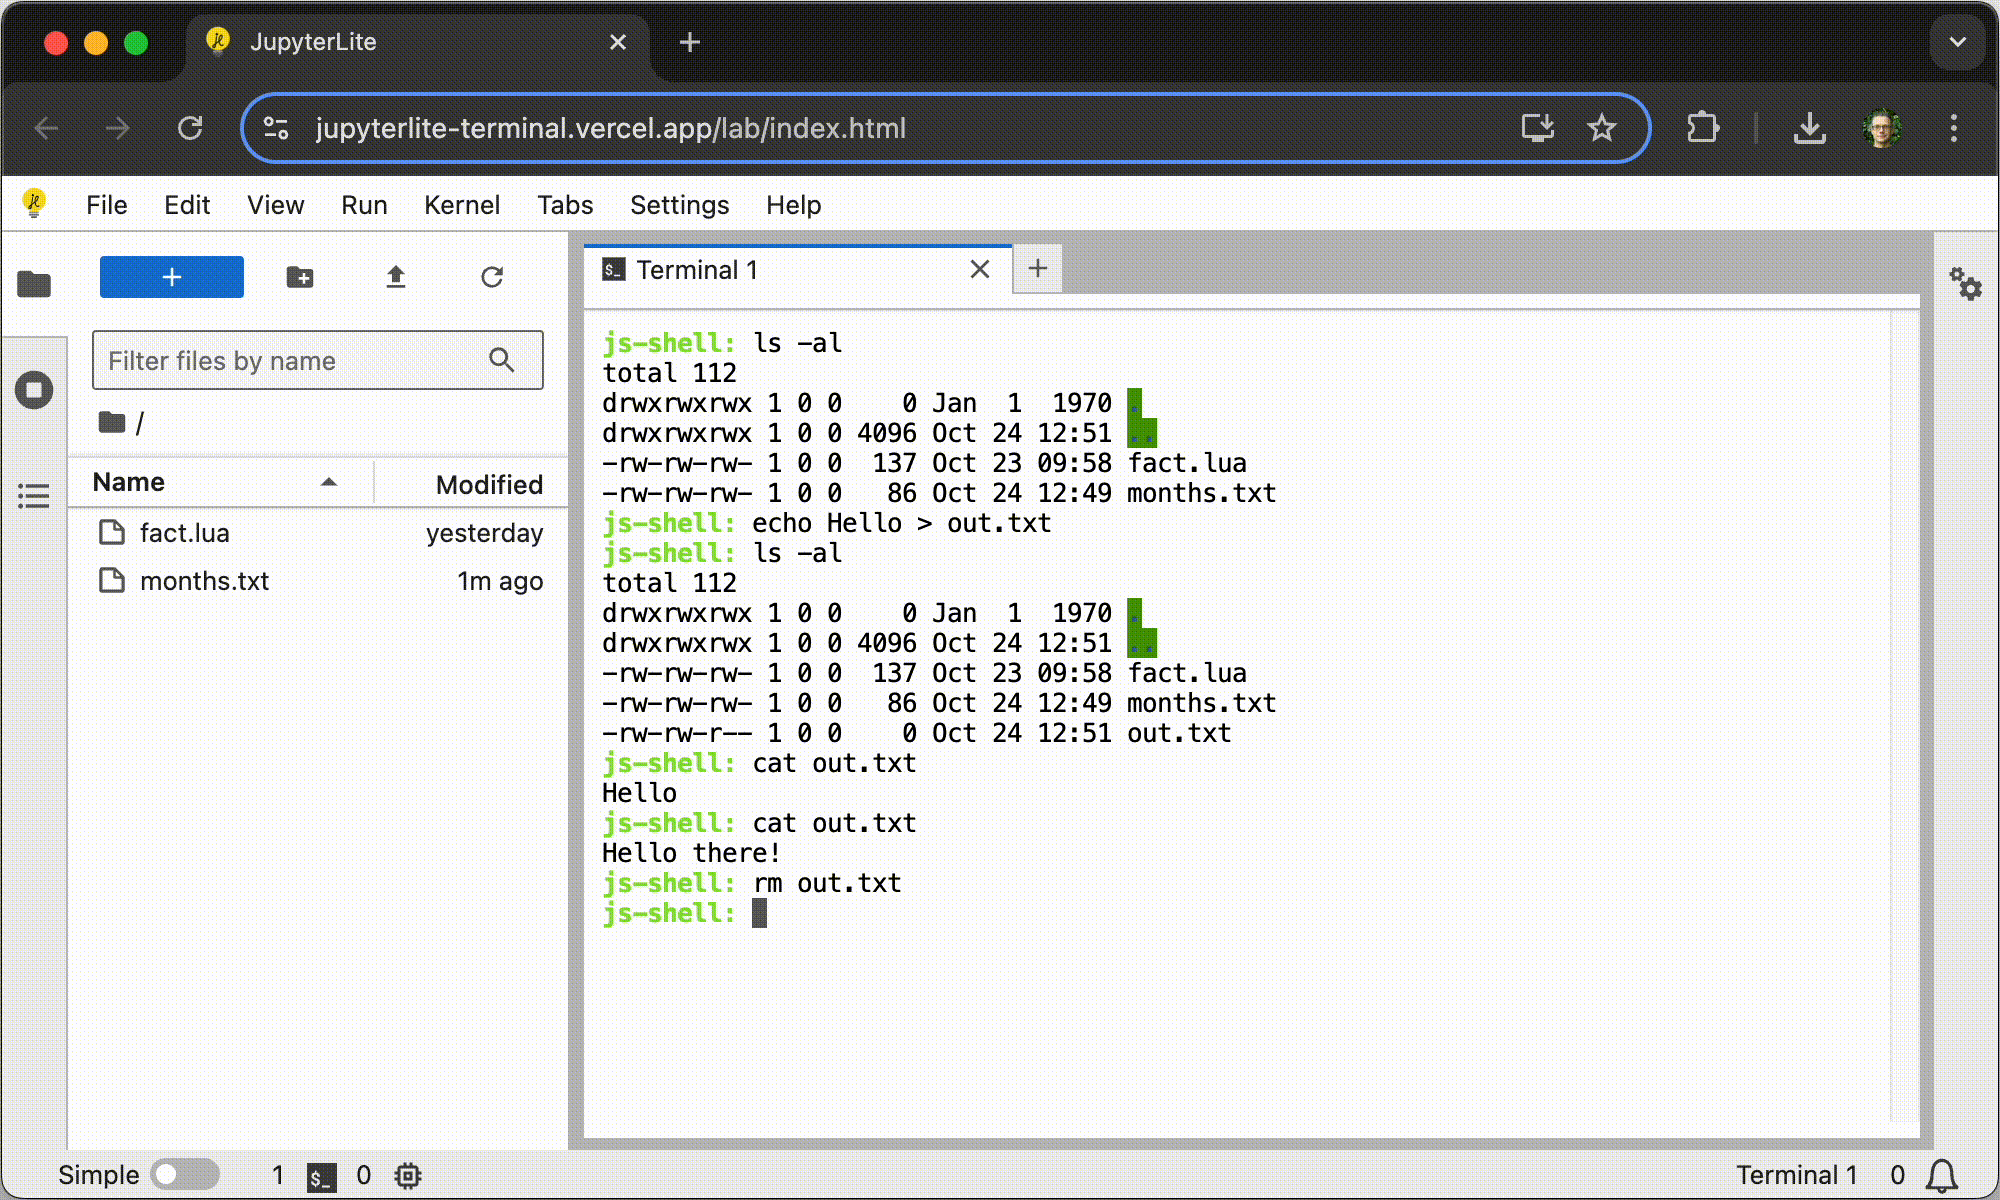 JupyterLite
jupyterlite-terminal.vercel.app/lab/index.html
File Edit View Run Kernel Tabs Settings Help
Terminal 1
Filter files by name
/
Name Modified
fact.lua yesterday
months.txt 1m ago
js-shell: ls -al
total 112
drwxrwxrwx 1 0 0    0 Jan  1  1970 .
drwxrwxrwx 1 0 0 4096 Oct 24 12:51 ..
-rw-rw-rw- 1 0 0  137 Oct 23 09:58 fact.lua
-rw-rw-rw- 1 0 0   86 Oct 24 12:49 months.txt
js-shell: echo Hello > out.txt
js-shell: ls -al
total 112
drwxrwxrwx 1 0 0    0 Jan  1  1970 .
drwxrwxrwx 1 0 0 4096 Oct 24 12:51 ..
-rw-rw-rw- 1 0 0  137 Oct 23 09:58 fact.lua
-rw-rw-rw- 1 0 0   86 Oct 24 12:49 months.txt
-rw-rw-r-- 1 0 0    0 Oct 24 12:51 out.txt
js-shell: cat out.txt
Hello
js-shell: cat out.txt
Hello there!
js-shell: rm out.txt
js-shell:
Simple 1 $_ 0 Terminal 1 0